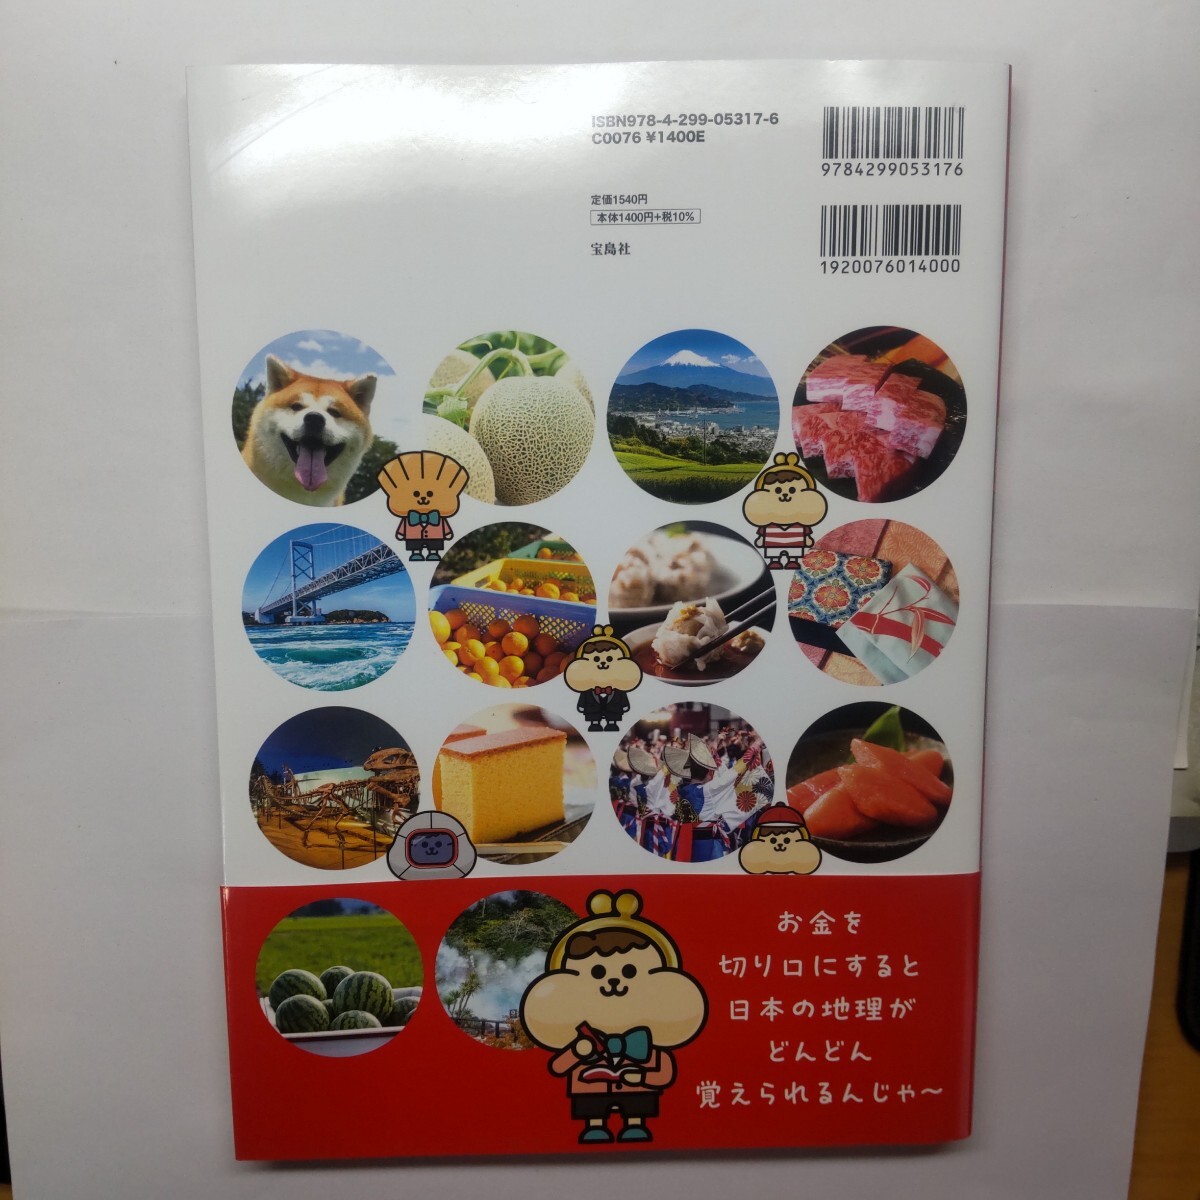 ISBN978-4-299-05317-6
C0076 ¥1400E
9784299053176
定価1540円
本体1400円+税10%
宝島社
1920076014000
お金を
切り口にすると
日本の地理が
どんどん
覚えられるんじゃ〜